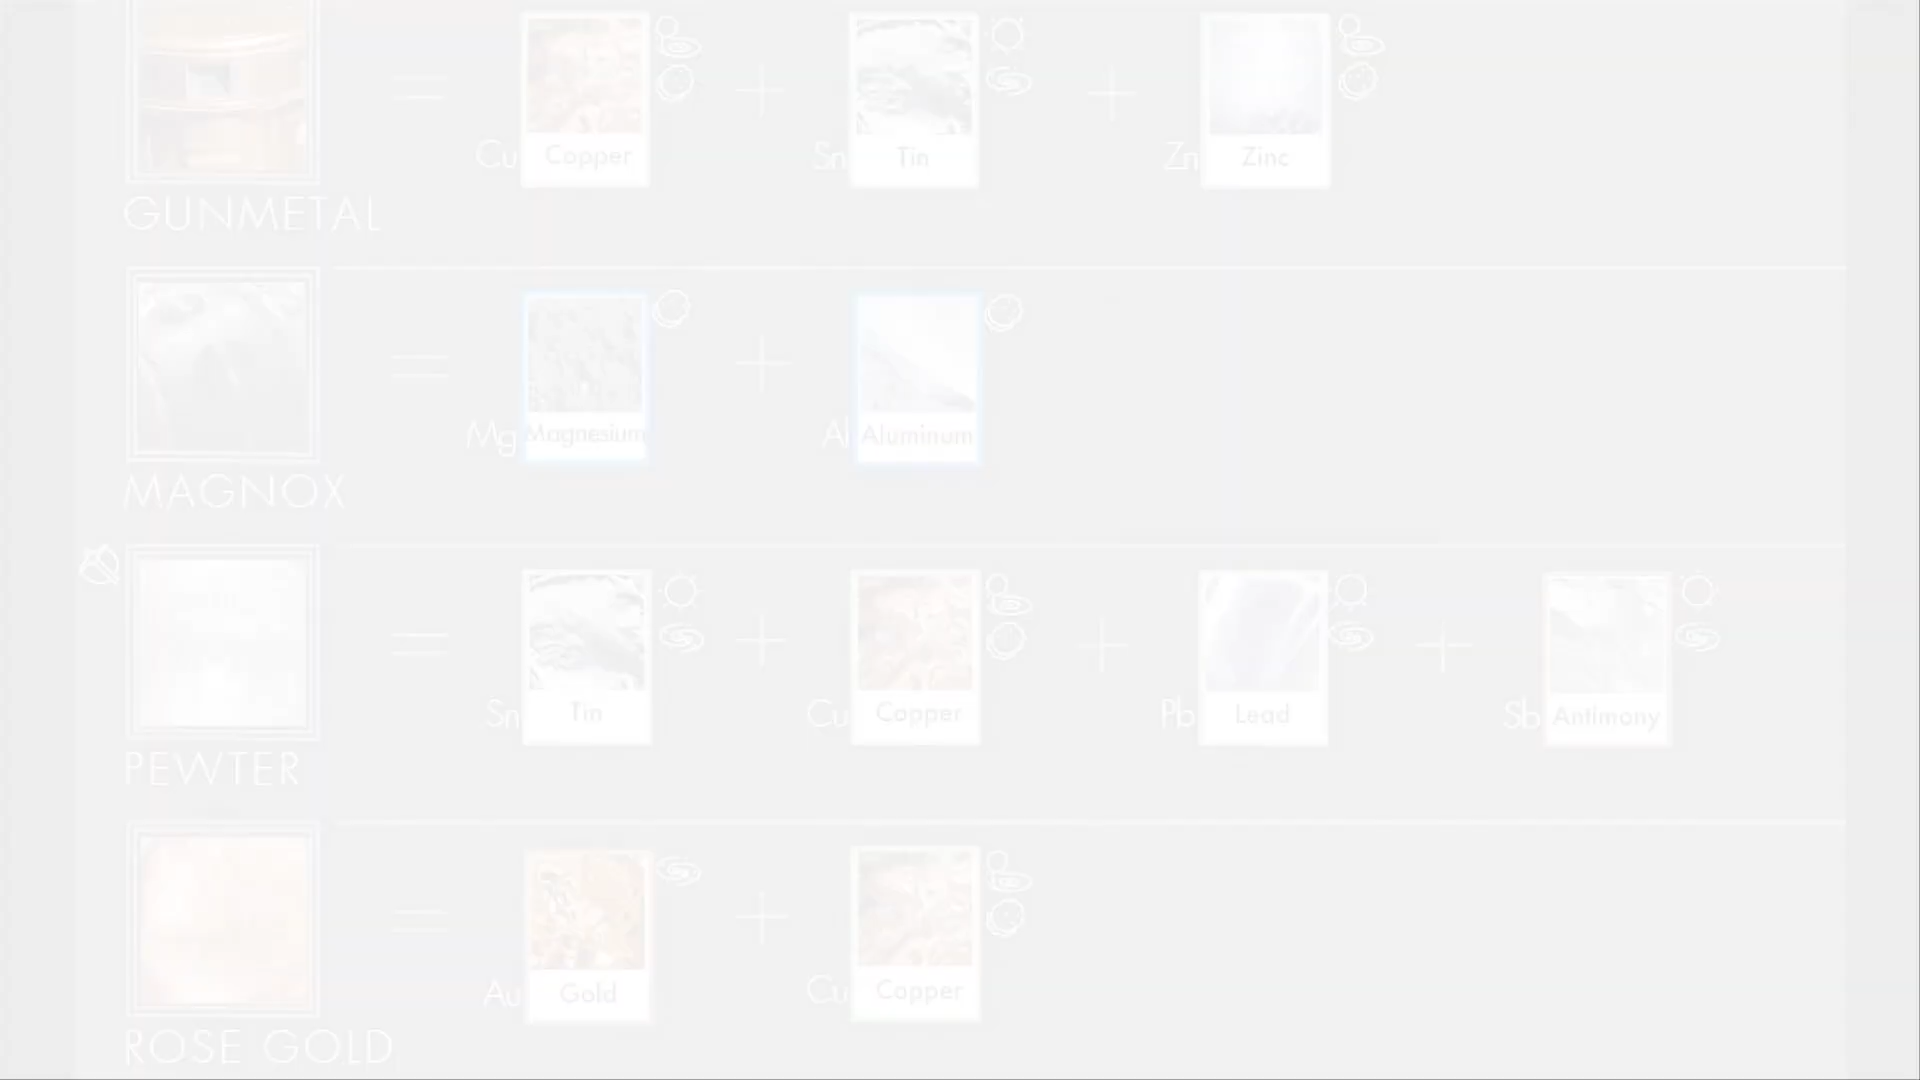 Cu Copper Sn Tin Zn Zinc
GUNMETAL
Mg Magnesium Al Aluminum
MAGNOX
Sn Tin Cu Copper Pb Lead Sb Antimony
PEWTER
Au Gold Cu Copper
ROSE GOLD